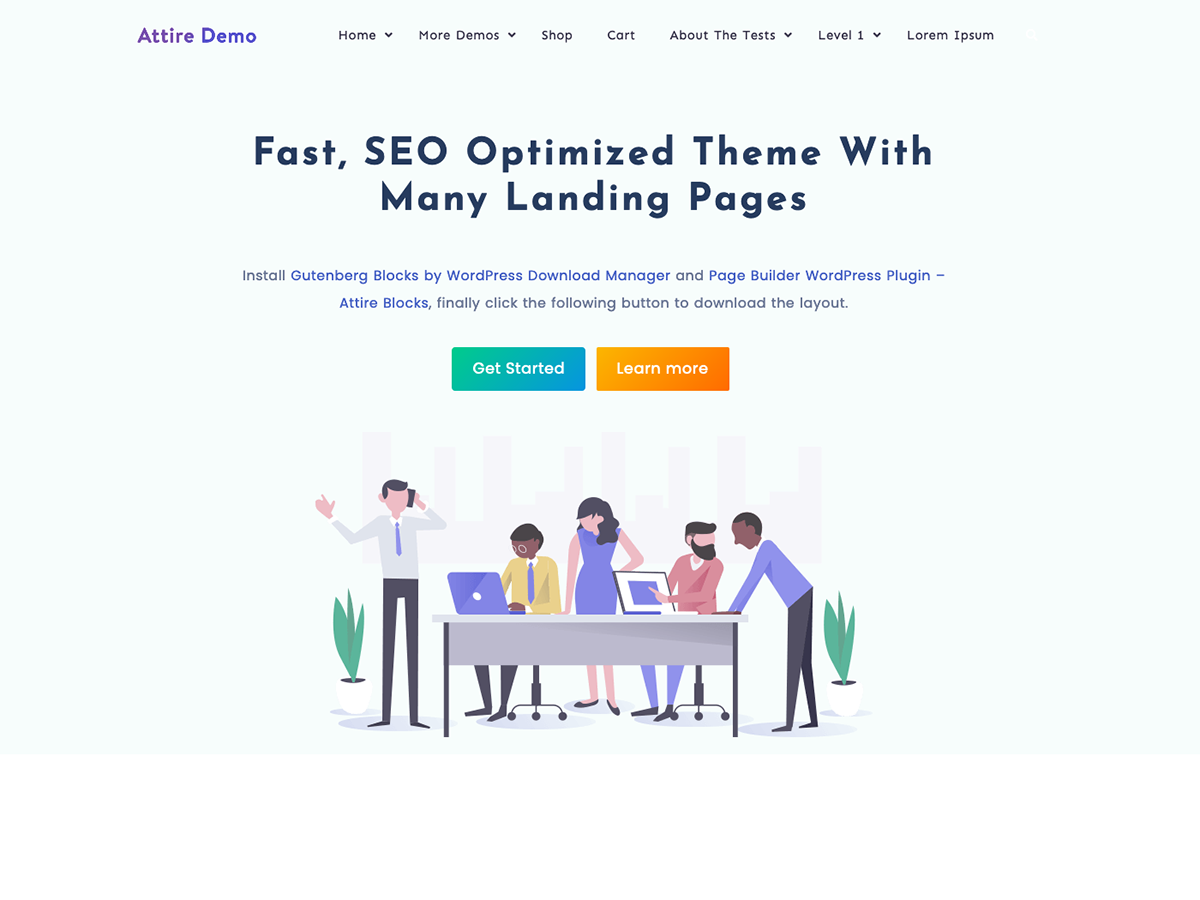 Attire Demo
Home More Demos Shop Cart About The Tests Level 1 Lorem Ipsum
Fast, SEO Optimized Theme With
Many Landing Pages
Install Gutenberg Blocks by WordPress Download Manager and Page Builder WordPress Plugin –
Attire Blocks, finally click the following button to download the layout.
Get Started Learn more